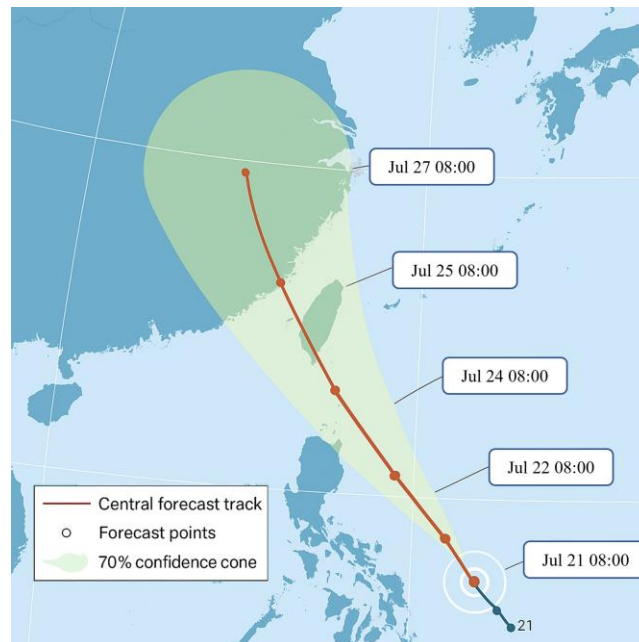 Jul 27 08:00
Jul 25 08:00
Jul 24 08:00
Jul 22 08:00
Jul 21 08:00
Central forecast track
Forecast points
70% confidence cone
21